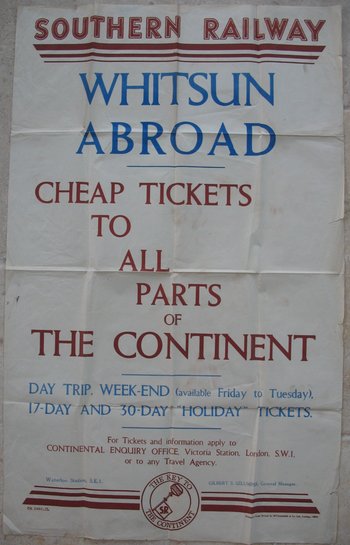 SOUTHERN RAILWAY
WHITSUN
ABROAD
CHEAP TICKETS
TO
ALL
PARTS
OF
THE CONTINENT
DAY TRIP, WEEK-END (available Friday to Tuesday),
17-DAY AND 30-DAY "HOLIDAY" TICKETS.
For Tickets and information apply to
CONTINENTAL ENQUIRY OFFICE, Victoria Station, London, S.W.1,
or to any Travel Agency.
Waterloo Station, S.E.1.
GILBERT S. SZLUMPER, General Manager.
THE KEY TO
SR
THE CONTINENT